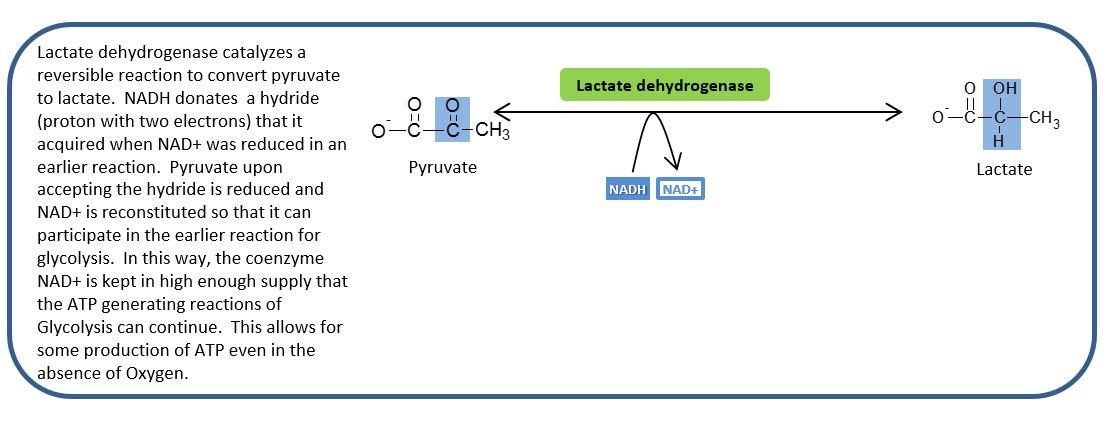 Lactate dehydrogenase catalyzes a
reversible reaction to convert pyruvate
to lactate.  NADH donates  a hydride
(proton with two electrons) that it
acquired when NAD+ was reduced in an
earlier reaction.  Pyruvate upon
accepting the hydride is reduced and
NAD+ is reconstituted so that it can
participate in the earlier reaction for
glycolysis.  In this way, the coenzyme
NAD+ is kept in high enough supply that
the ATP generating reactions of
Glycolysis can continue.  This allows for
some production of ATP even in the
absence of Oxygen.
O O
O⁻–C–C–CH₃
Pyruvate
Lactate dehydrogenase
NADH NAD+
O OH
O⁻–C–C–CH₃
H
Lactate